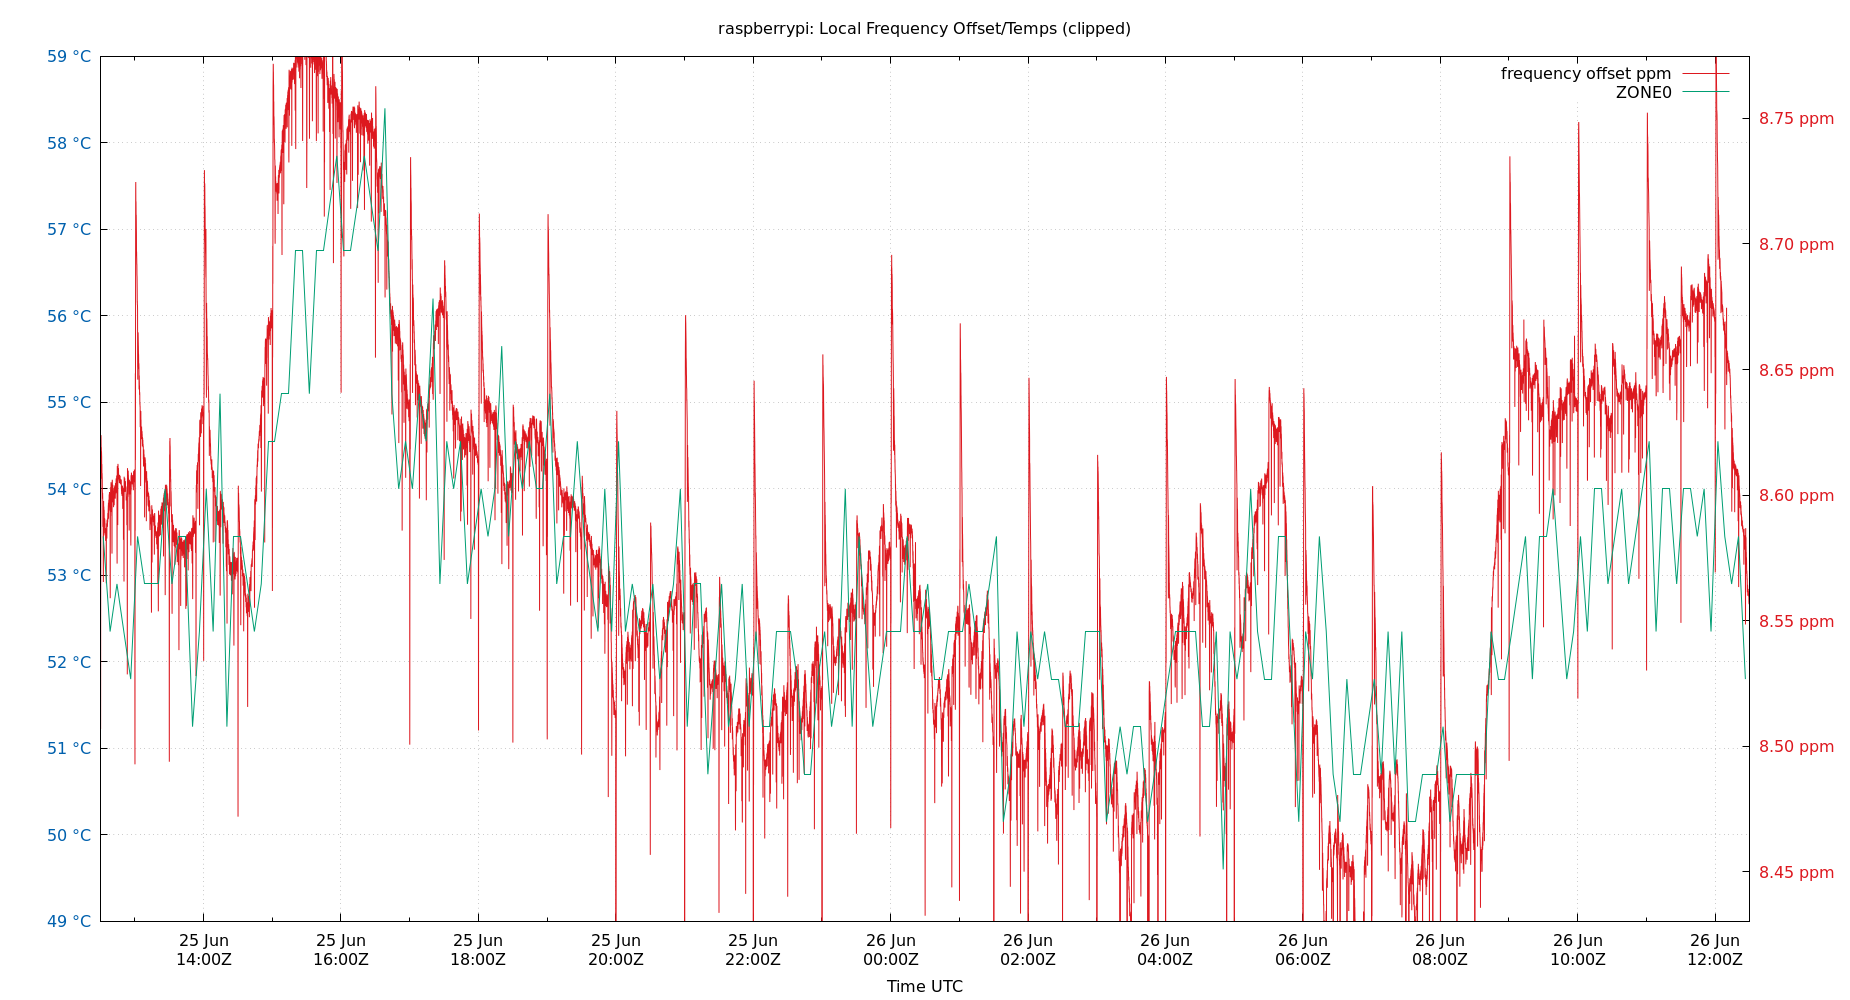 raspberrypi: Local Frequency Offset/Temps (clipped)
59 °C
58 °C
57 °C
56 °C
55 °C
54 °C
53 °C
52 °C
51 °C
50 °C
49 °C
frequency offset ppm
ZONE0
8.75 ppm
8.70 ppm
8.65 ppm
8.60 ppm
8.55 ppm
8.50 ppm
8.45 ppm
25 Jun
14:00Z
25 Jun
16:00Z
25 Jun
18:00Z
25 Jun
20:00Z
25 Jun
22:00Z
26 Jun
00:00Z
26 Jun
02:00Z
26 Jun
04:00Z
26 Jun
06:00Z
26 Jun
08:00Z
26 Jun
10:00Z
26 Jun
12:00Z
Time UTC